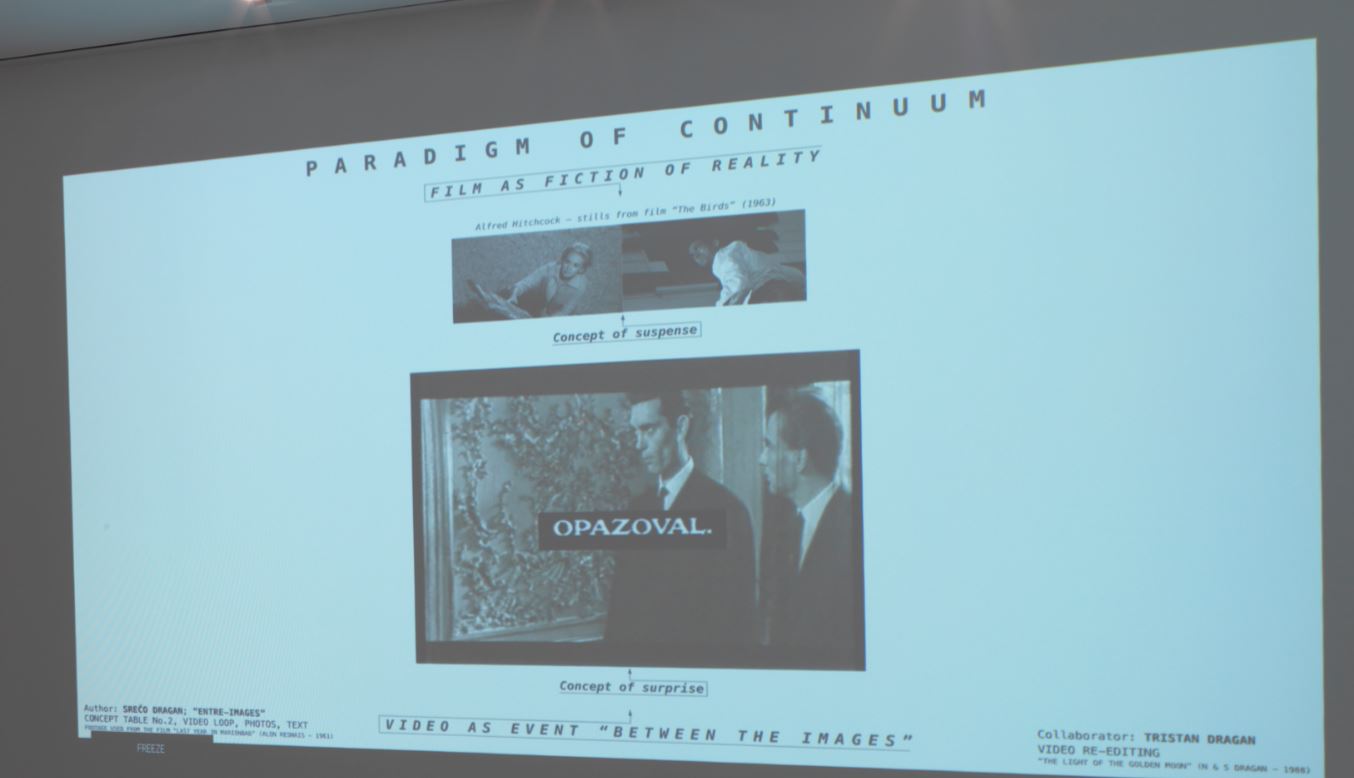 PARADIGM OF CONTINUUM
FILM AS FICTION OF REALITY
Alfred Hitchcock – stills from film "The Birds" (1963)
Concept of suspense
OPAZOVAL.
Concept of surprise
VIDEO AS EVENT “BETWEEN THE IMAGES”
Author: SREČO DRAGAN; "ENTRE–IMAGES"
CONCEPT TABLE No.2, VIDEO LOOP, PHOTOS, TEXT
FOOTAGE USED FROM THE FILM "LAST YEAR IN MARIENBAD" (ALEN RESNAIS – 1961)
FREEZE
Collaborator: TRISTAN DRAGAN
VIDEO RE–EDITING
"THE LIGHT OF THE GOLDEN MOON" (N & S DRAGAN – 1988)